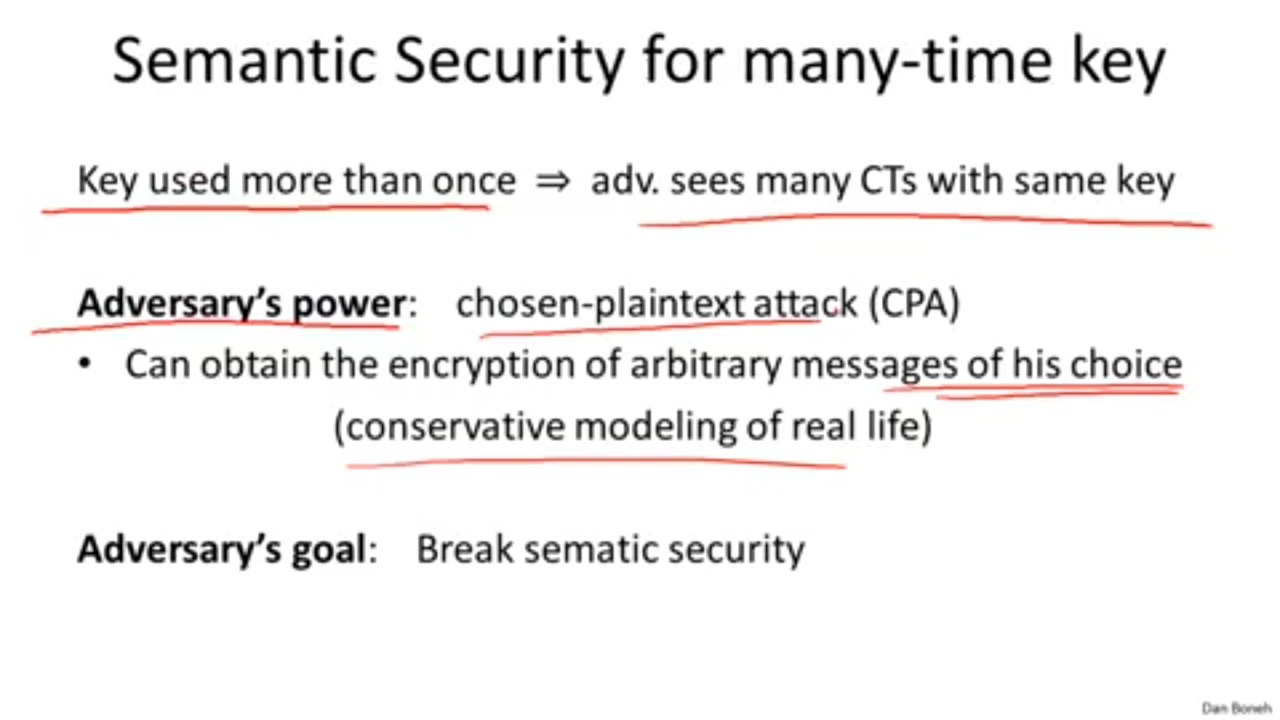 Semantic Security for many-time key
Key used more than once ⇒ adv. sees many CTs with same key
Adversary’s power: chosen-plaintext attack (CPA)
• Can obtain the encryption of arbitrary messages of his choice
(conservative modeling of real life)
Adversary’s goal: Break sematic security
Dan Boneh